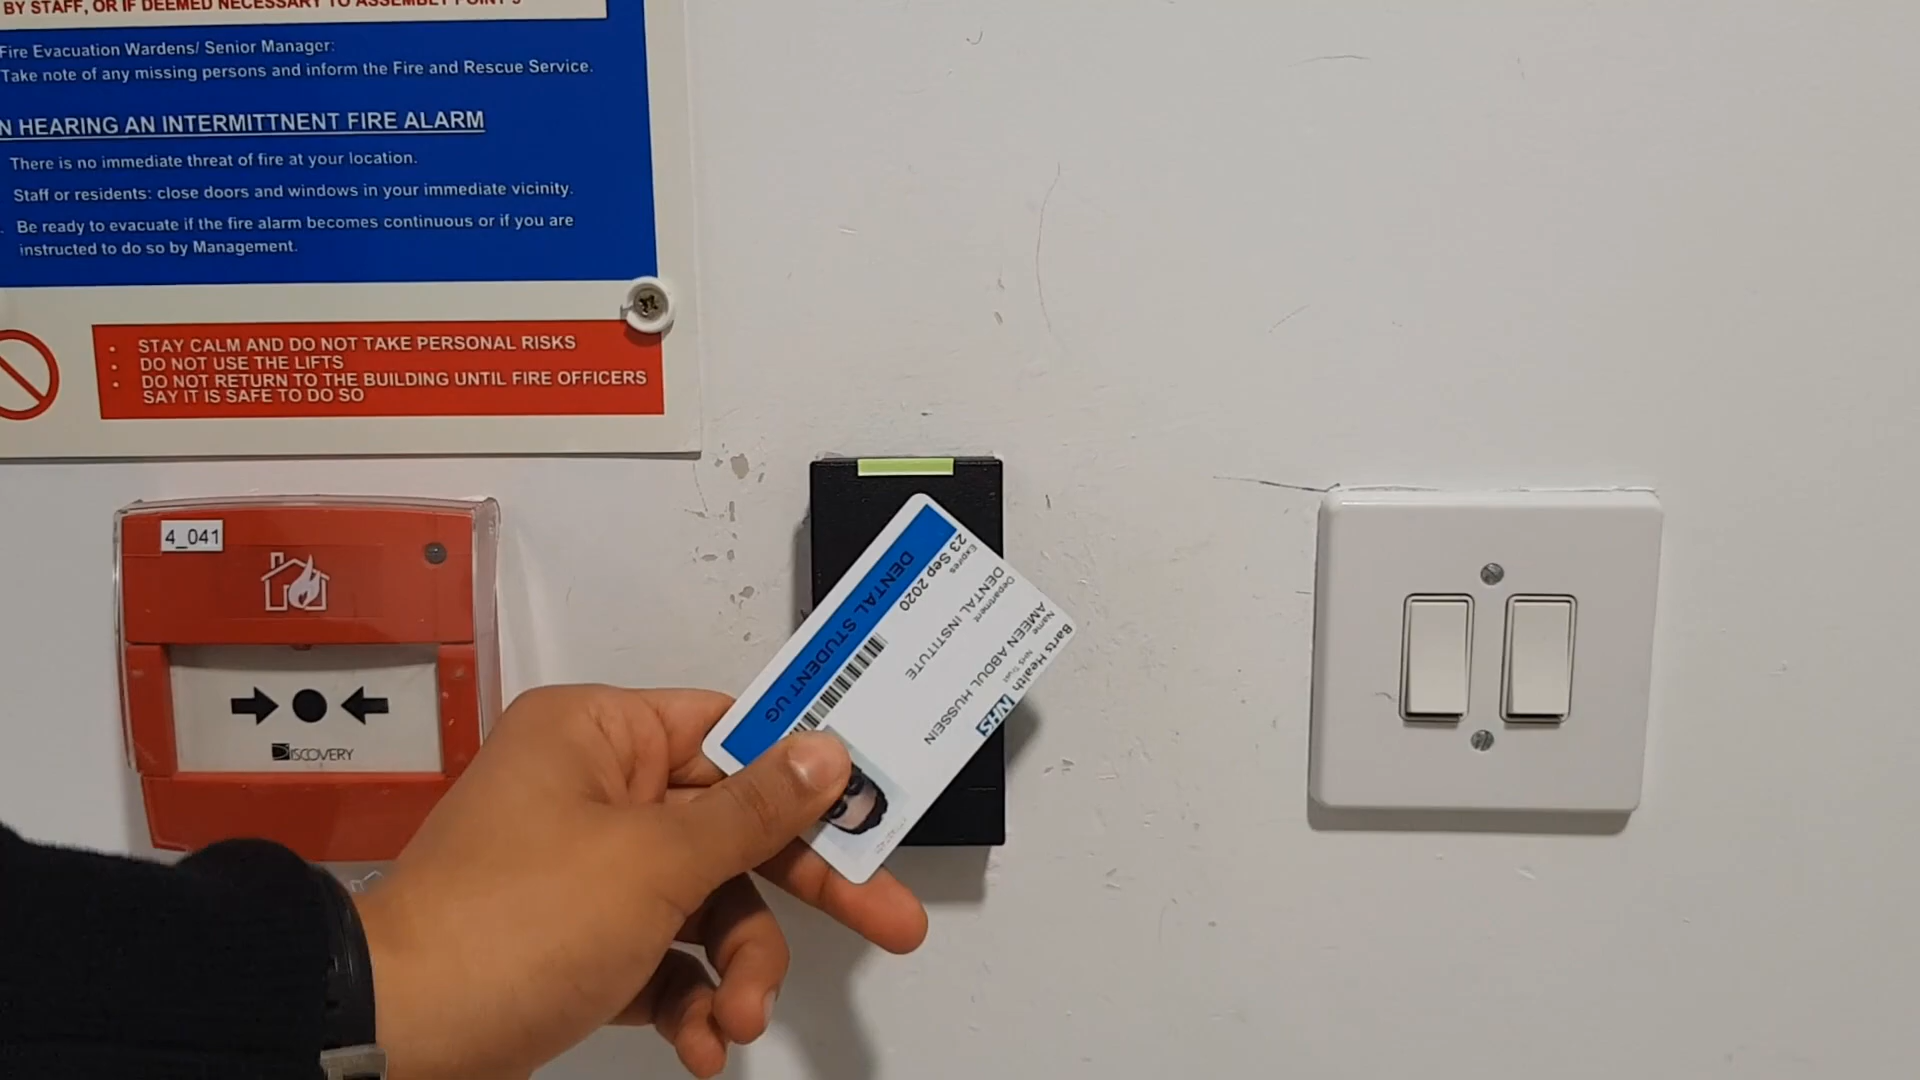 BY STAFF, OR IF DEEMED NECESSARY TO ASSEMBLY POINT 5
Fire Evacuation Wardens/ Senior Manager:
Take note of any missing persons and inform the Fire and Rescue Service.
N HEARING AN INTERMITTNENT FIRE ALARM
There is no immediate threat of fire at your location.
Staff or residents: close doors and windows in your immediate vicinity.
Be ready to evacuate if the fire alarm becomes continuous or if you are
instructed to do so by Management.
• STAY CALM AND DO NOT TAKE PERSONAL RISKS
• DO NOT USE THE LIFTS
• DO NOT RETURN TO THE BUILDING UNTIL FIRE OFFICERS
SAY IT IS SAFE TO DO SO
4_041
DISCOVERY
Barts Health NHS
NHS Trust
Name
AMEEN ABDUL HUSSEIN
Department
DENTAL INSTITUTE
Expires
23 Sep 2020
DENTAL STUDENT UG